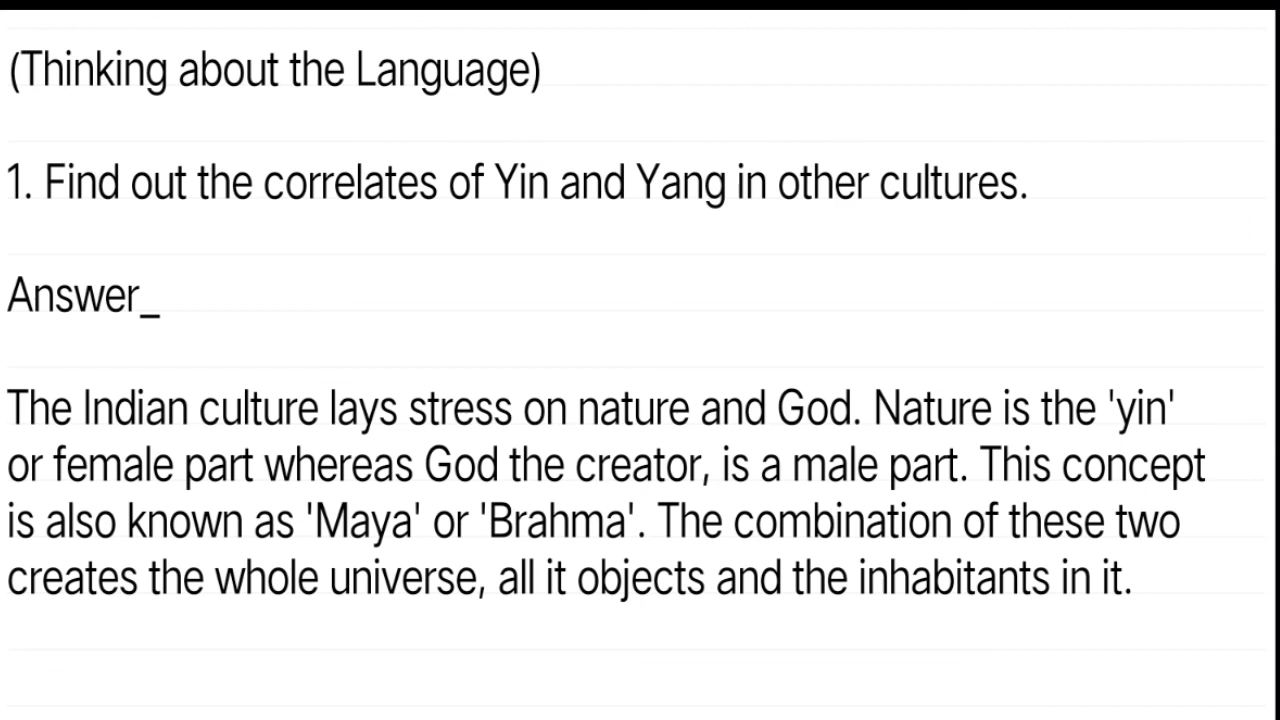 (Thinking about the Language)
1. Find out the correlates of Yin and Yang in other cultures.
Answer_
The Indian culture lays stress on nature and God. Nature is the 'yin'
or female part whereas God the creator, is a male part. This concept
is also known as 'Maya' or 'Brahma'. The combination of these two
creates the whole universe, all it objects and the inhabitants in it.